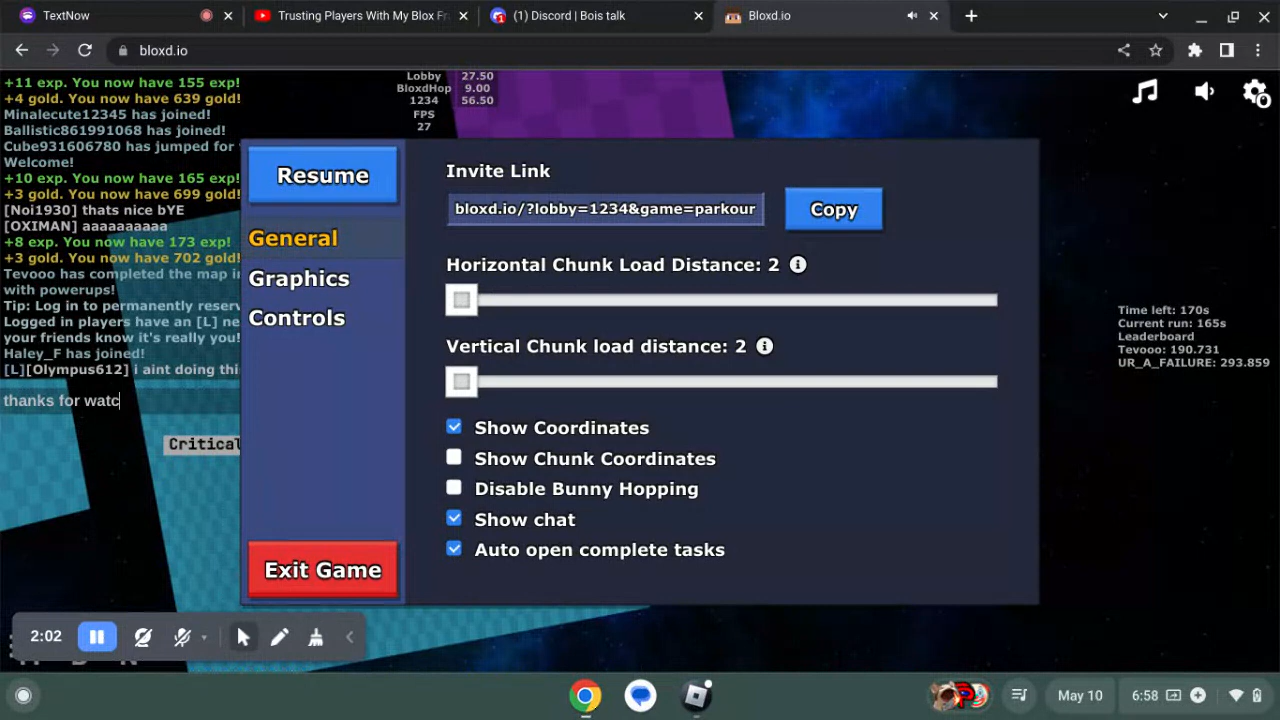 TextNow
Trusting Players With My Blox Fr
(1) Discord | Bois talk
Bloxd.io
bloxd.io
+11 exp. You now have 155 exp!
+4 gold. You now have 639 gold!
Minalecute12345 has joined!
Ballistic861991068 has joined!
Cube931606780 has jumped for
Welcome!
+10 exp. You now have 165 exp!
+3 gold. You now have 699 gold!
[Noi1930] thats nice bYE
[OXIMAN] aaaaaaaaaa
+8 exp. You now have 173 exp!
+3 gold. You now have 702 gold!
Tevooo has completed the map in
with powerups!
Tip: Log in to permanently reserv
Logged in players have an [L] ne
your friends know it's really you!
Haley_F has joined!
[L][Olympus612] i aint doing this
thanks for watc
Critical
Lobby 27.50
BloxdHop 9.00
1234 56.50
FPS
27
Resume
General
Graphics
Controls
Exit Game
Invite Link
bloxd.io/?lobby=1234&game=parkour
Copy
Horizontal Chunk Load Distance: 2
Vertical Chunk load distance: 2
Show Coordinates
Show Chunk Coordinates
Disable Bunny Hopping
Show chat
Auto open complete tasks
Time left: 170s
Current run: 165s
Leaderboard
Tevooo: 190.731
UR_A_FAILURE: 293.859
2:02
May 10
6:58